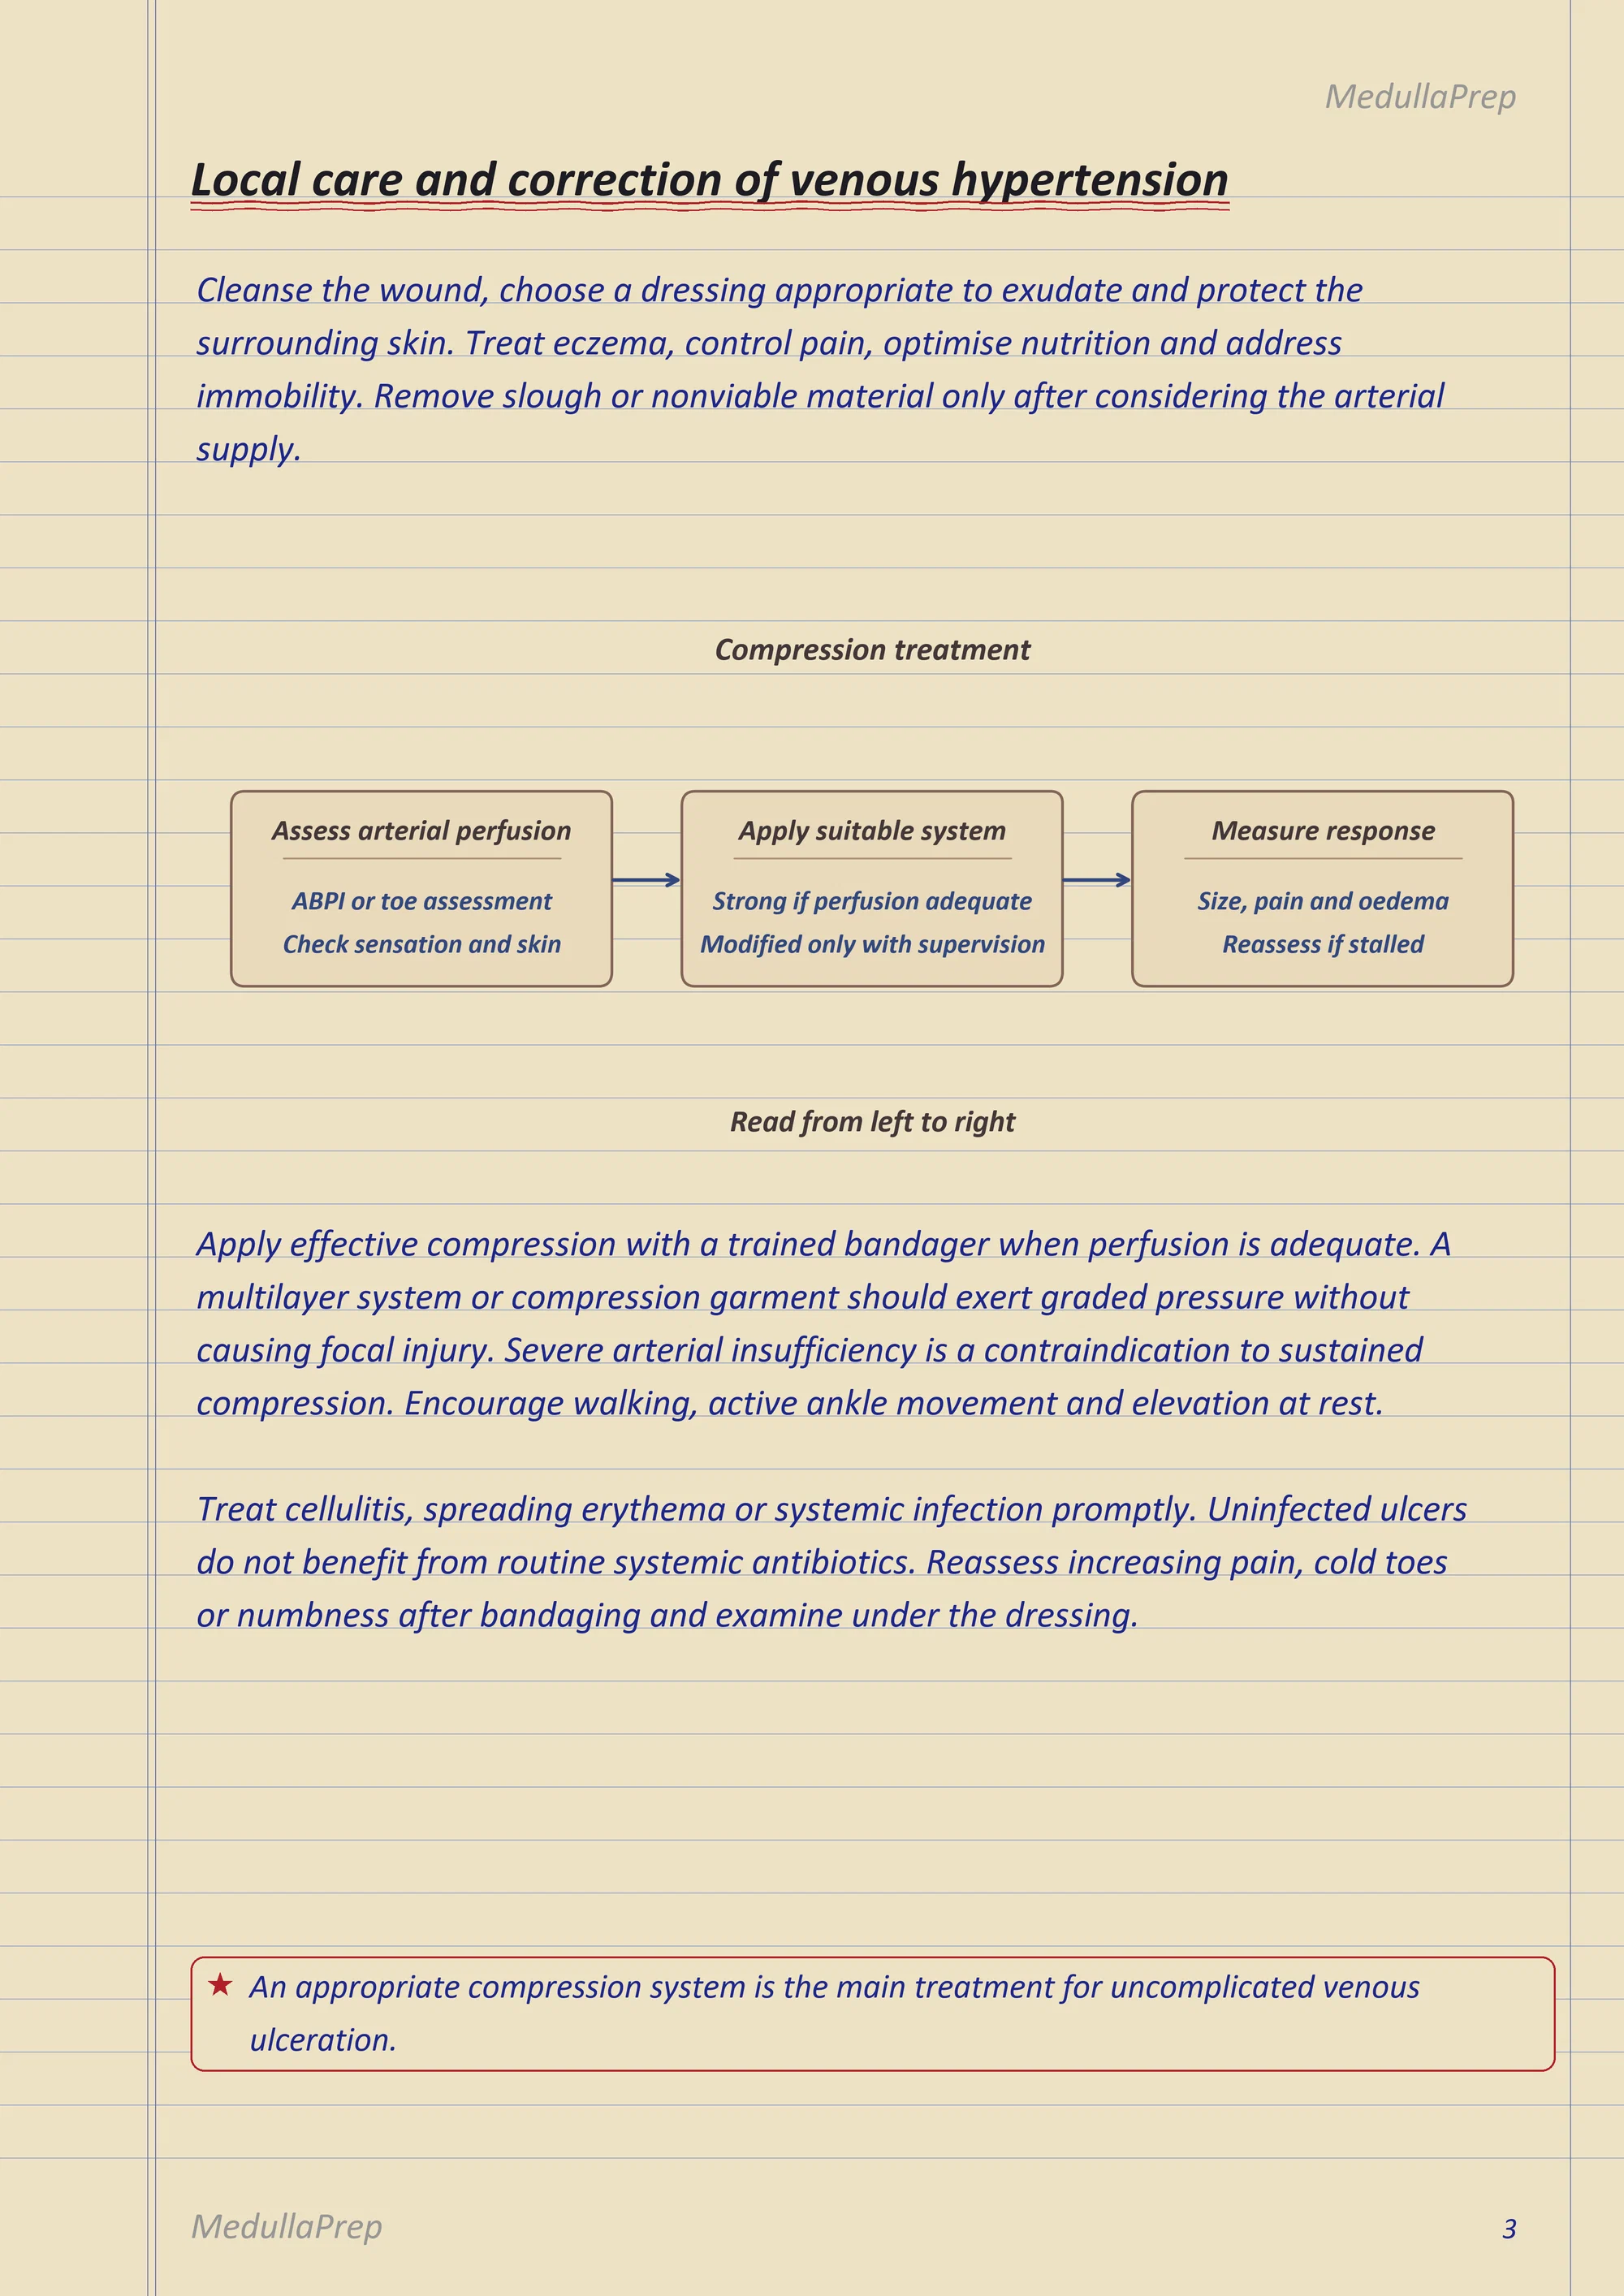 MedullaPrep
Local care and correction of venous hypertension
Cleanse the wound, choose a dressing appropriate to exudate and protect the
surrounding skin. Treat eczema, control pain, optimise nutrition and address
immobility. Remove slough or nonviable material only after considering the arterial
supply.
Compression treatment
Assess arterial perfusion
ABPI or toe assessment
Check sensation and skin
Apply suitable system
Strong if perfusion adequate
Modified only with supervision
Measure response
Size, pain and oedema
Reassess if stalled
Read from left to right
Apply effective compression with a trained bandager when perfusion is adequate. A
multilayer system or compression garment should exert graded pressure without
causing focal injury. Severe arterial insufficiency is a contraindication to sustained
compression. Encourage walking, active ankle movement and elevation at rest.
Treat cellulitis, spreading erythema or systemic infection promptly. Uninfected ulcers
do not benefit from routine systemic antibiotics. Reassess increasing pain, cold toes
or numbness after bandaging and examine under the dressing.
★ An appropriate compression system is the main treatment for uncomplicated venous
ulceration.
MedullaPrep
3